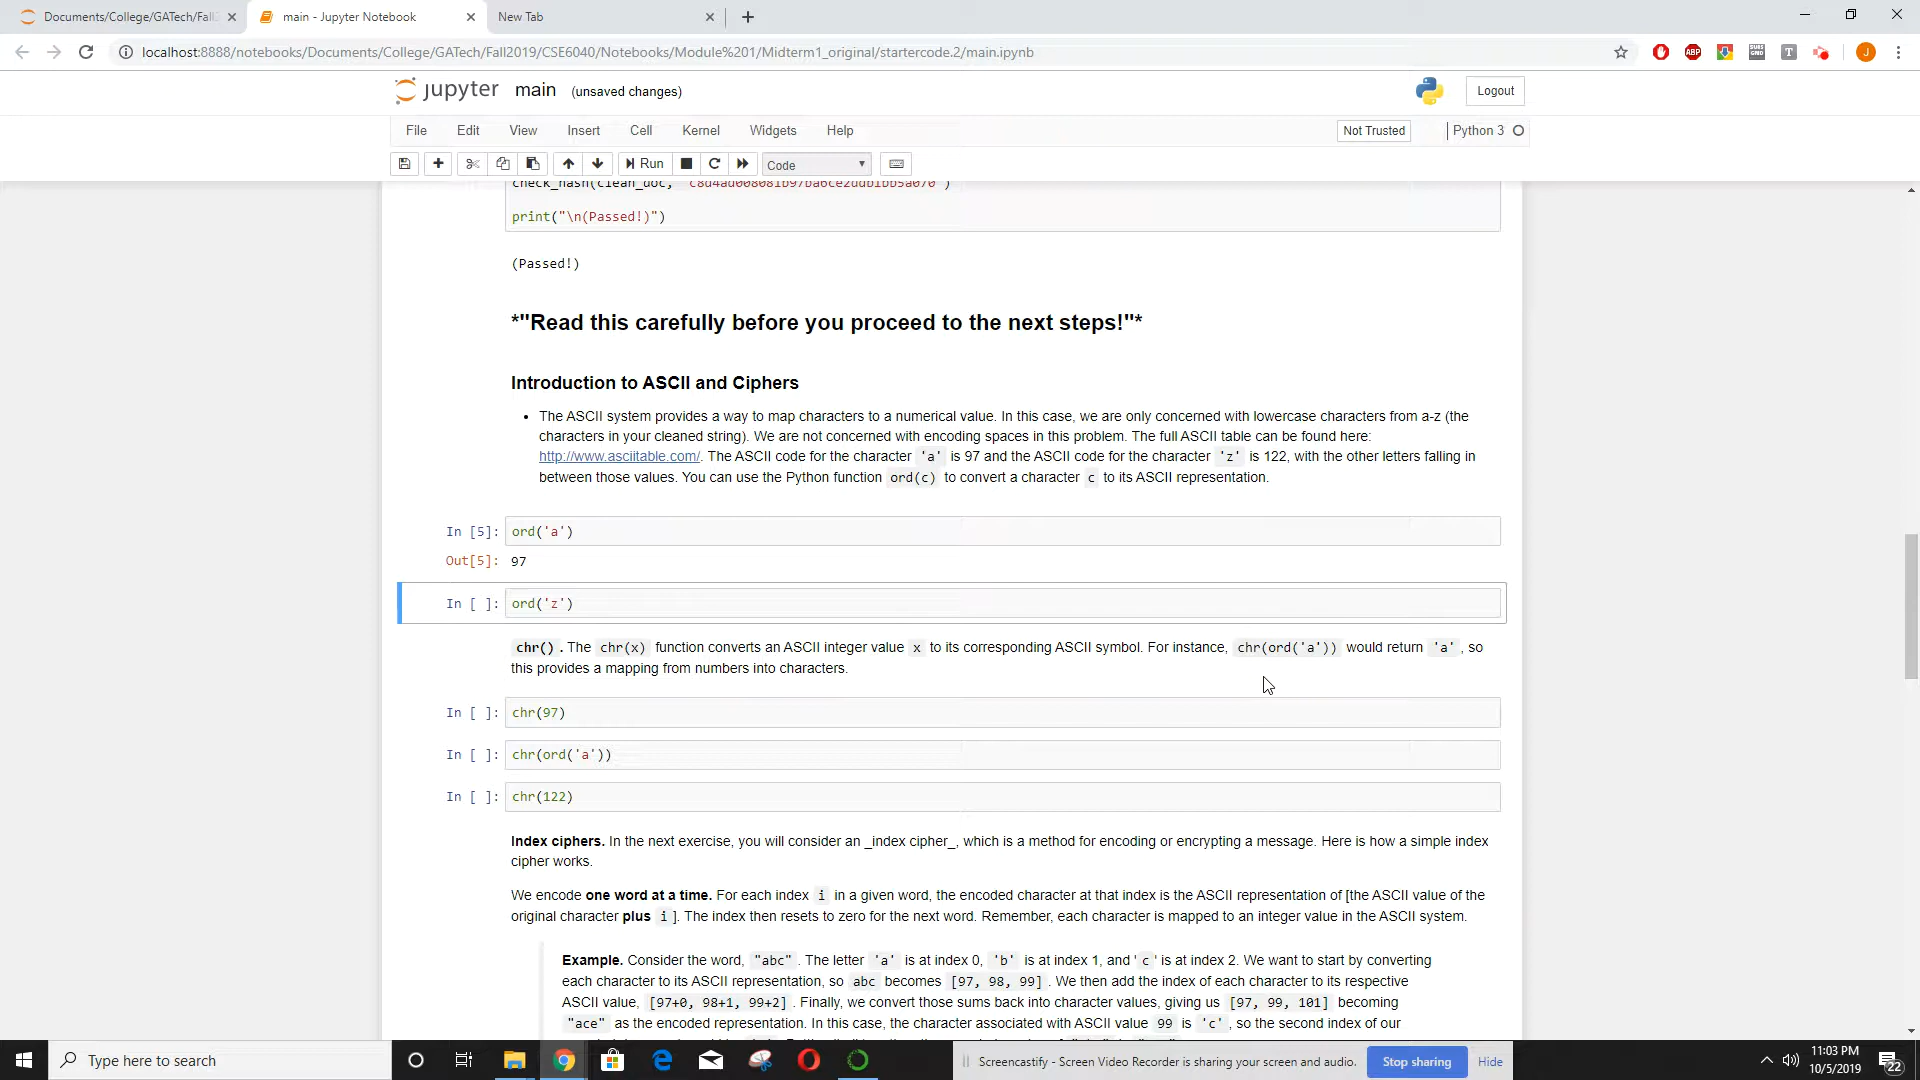 Documents/College/GATech/Fall
main - Jupyter Notebook
New Tab
localhost:8888/notebooks/Documents/College/GATech/Fall2019/CSE6040/Notebooks/Module%201/Midterm1_original/startercode.2/main.ipynb
jupyter main (unsaved changes)
Logout
File Edit View Insert Cell Kernel Widgets Help
Not Trusted
Python 3
Run
Code
print("\n(Passed!)")
(Passed!)
*"Read this carefully before you proceed to the next steps!"*
Introduction to ASCII and Ciphers
• The ASCII system provides a way to map characters to a numerical value. In this case, we are only concerned with lowercase characters from a-z (the
characters in your cleaned string). We are not concerned with encoding spaces in this problem. The full ASCII table can be found here:
http://www.asciitable.com/. The ASCII code for the character 'a' is 97 and the ASCII code for the character 'z' is 122, with the other letters falling in
between those values. You can use the Python function ord(c) to convert a character c to its ASCII representation.
In [5]: ord('a')
Out[5]: 97
In [ ]: ord('z')
chr() . The chr(x) function converts an ASCII integer value x to its corresponding ASCII symbol. For instance, chr(ord('a')) would return 'a' , so
this provides a mapping from numbers into characters.
In [ ]: chr(97)
In [ ]: chr(ord('a'))
In [ ]: chr(122)
Index ciphers. In the next exercise, you will consider an _index cipher_, which is a method for encoding or encrypting a message. Here is how a simple index
cipher works.
We encode one word at a time. For each index i in a given word, the encoded character at that index is the ASCII representation of [the ASCII value of the
original character plus i ]. The index then resets to zero for the next word. Remember, each character is mapped to an integer value in the ASCII system.
Example. Consider the word, "abc" . The letter 'a' is at index 0, 'b' is at index 1, and ' c ' is at index 2. We want to start by converting
each character to its ASCII representation, so abc becomes [97, 98, 99] . We then add the index of each character to its respective
ASCII value, [97+0, 98+1, 99+2] . Finally, we convert those sums back into character values, giving us [97, 99, 101] becoming
"ace" as the encoded representation. In this case, the character associated with ASCII value 99 is 'c' , so the second index of our
Type here to search
Screencastify - Screen Video Recorder is sharing your screen and audio.
Stop sharing
Hide
11:03 PM
10/5/2019
22